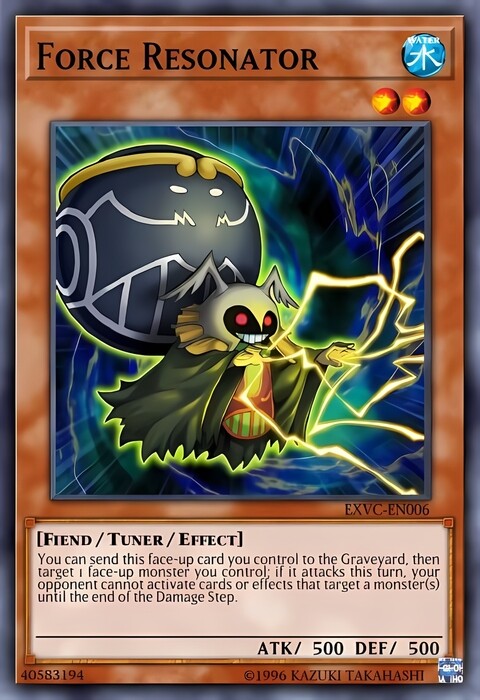 FORCE RESONATOR
WATER
水
EXVC-EN006
[FIEND / TUNER / EFFECT]
You can send this face-up card you control to the Graveyard, then
target 1 face-up monster you control; if it attacks this turn, your
opponent cannot activate cards or effects that target a monster(s)
until the end of the Damage Step.
ATK/ 500 DEF/ 500
40583194
©1996 KAZUKI TAKAHASHI